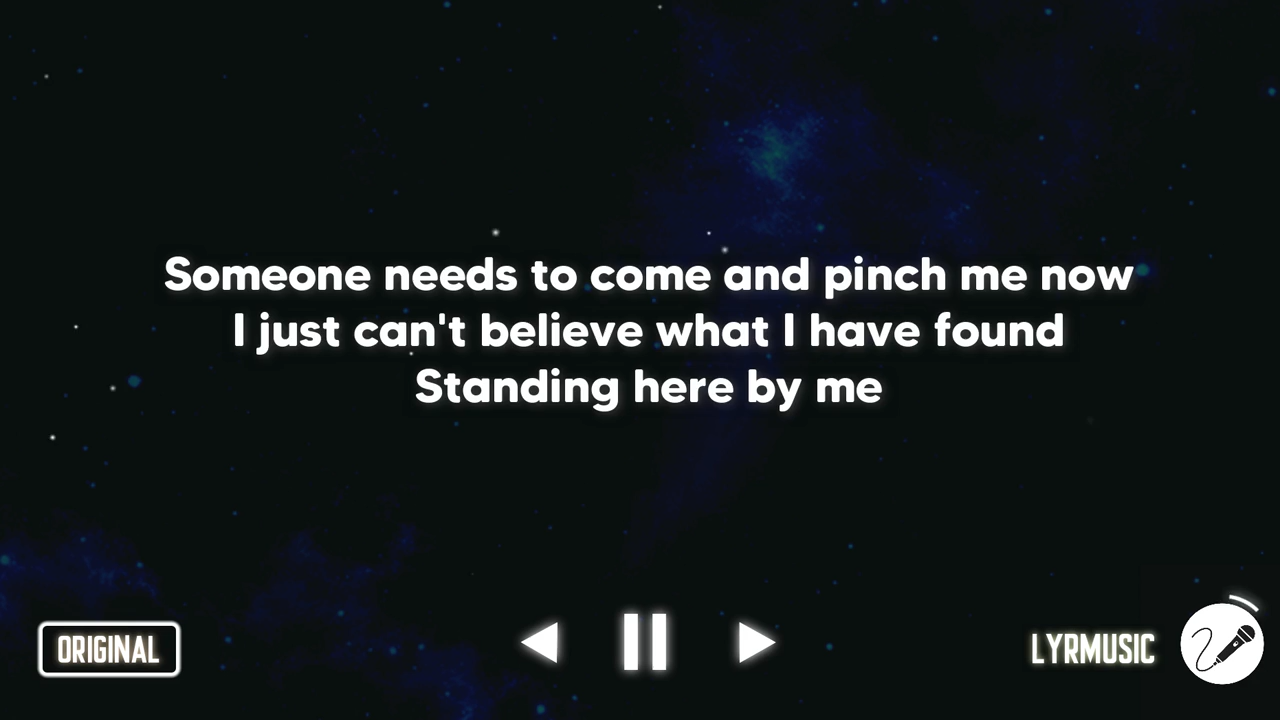 Someone needs to come and pinch me now
I just can't believe what I have found
Standing here by me
ORIGINAL
LYRMUSIC